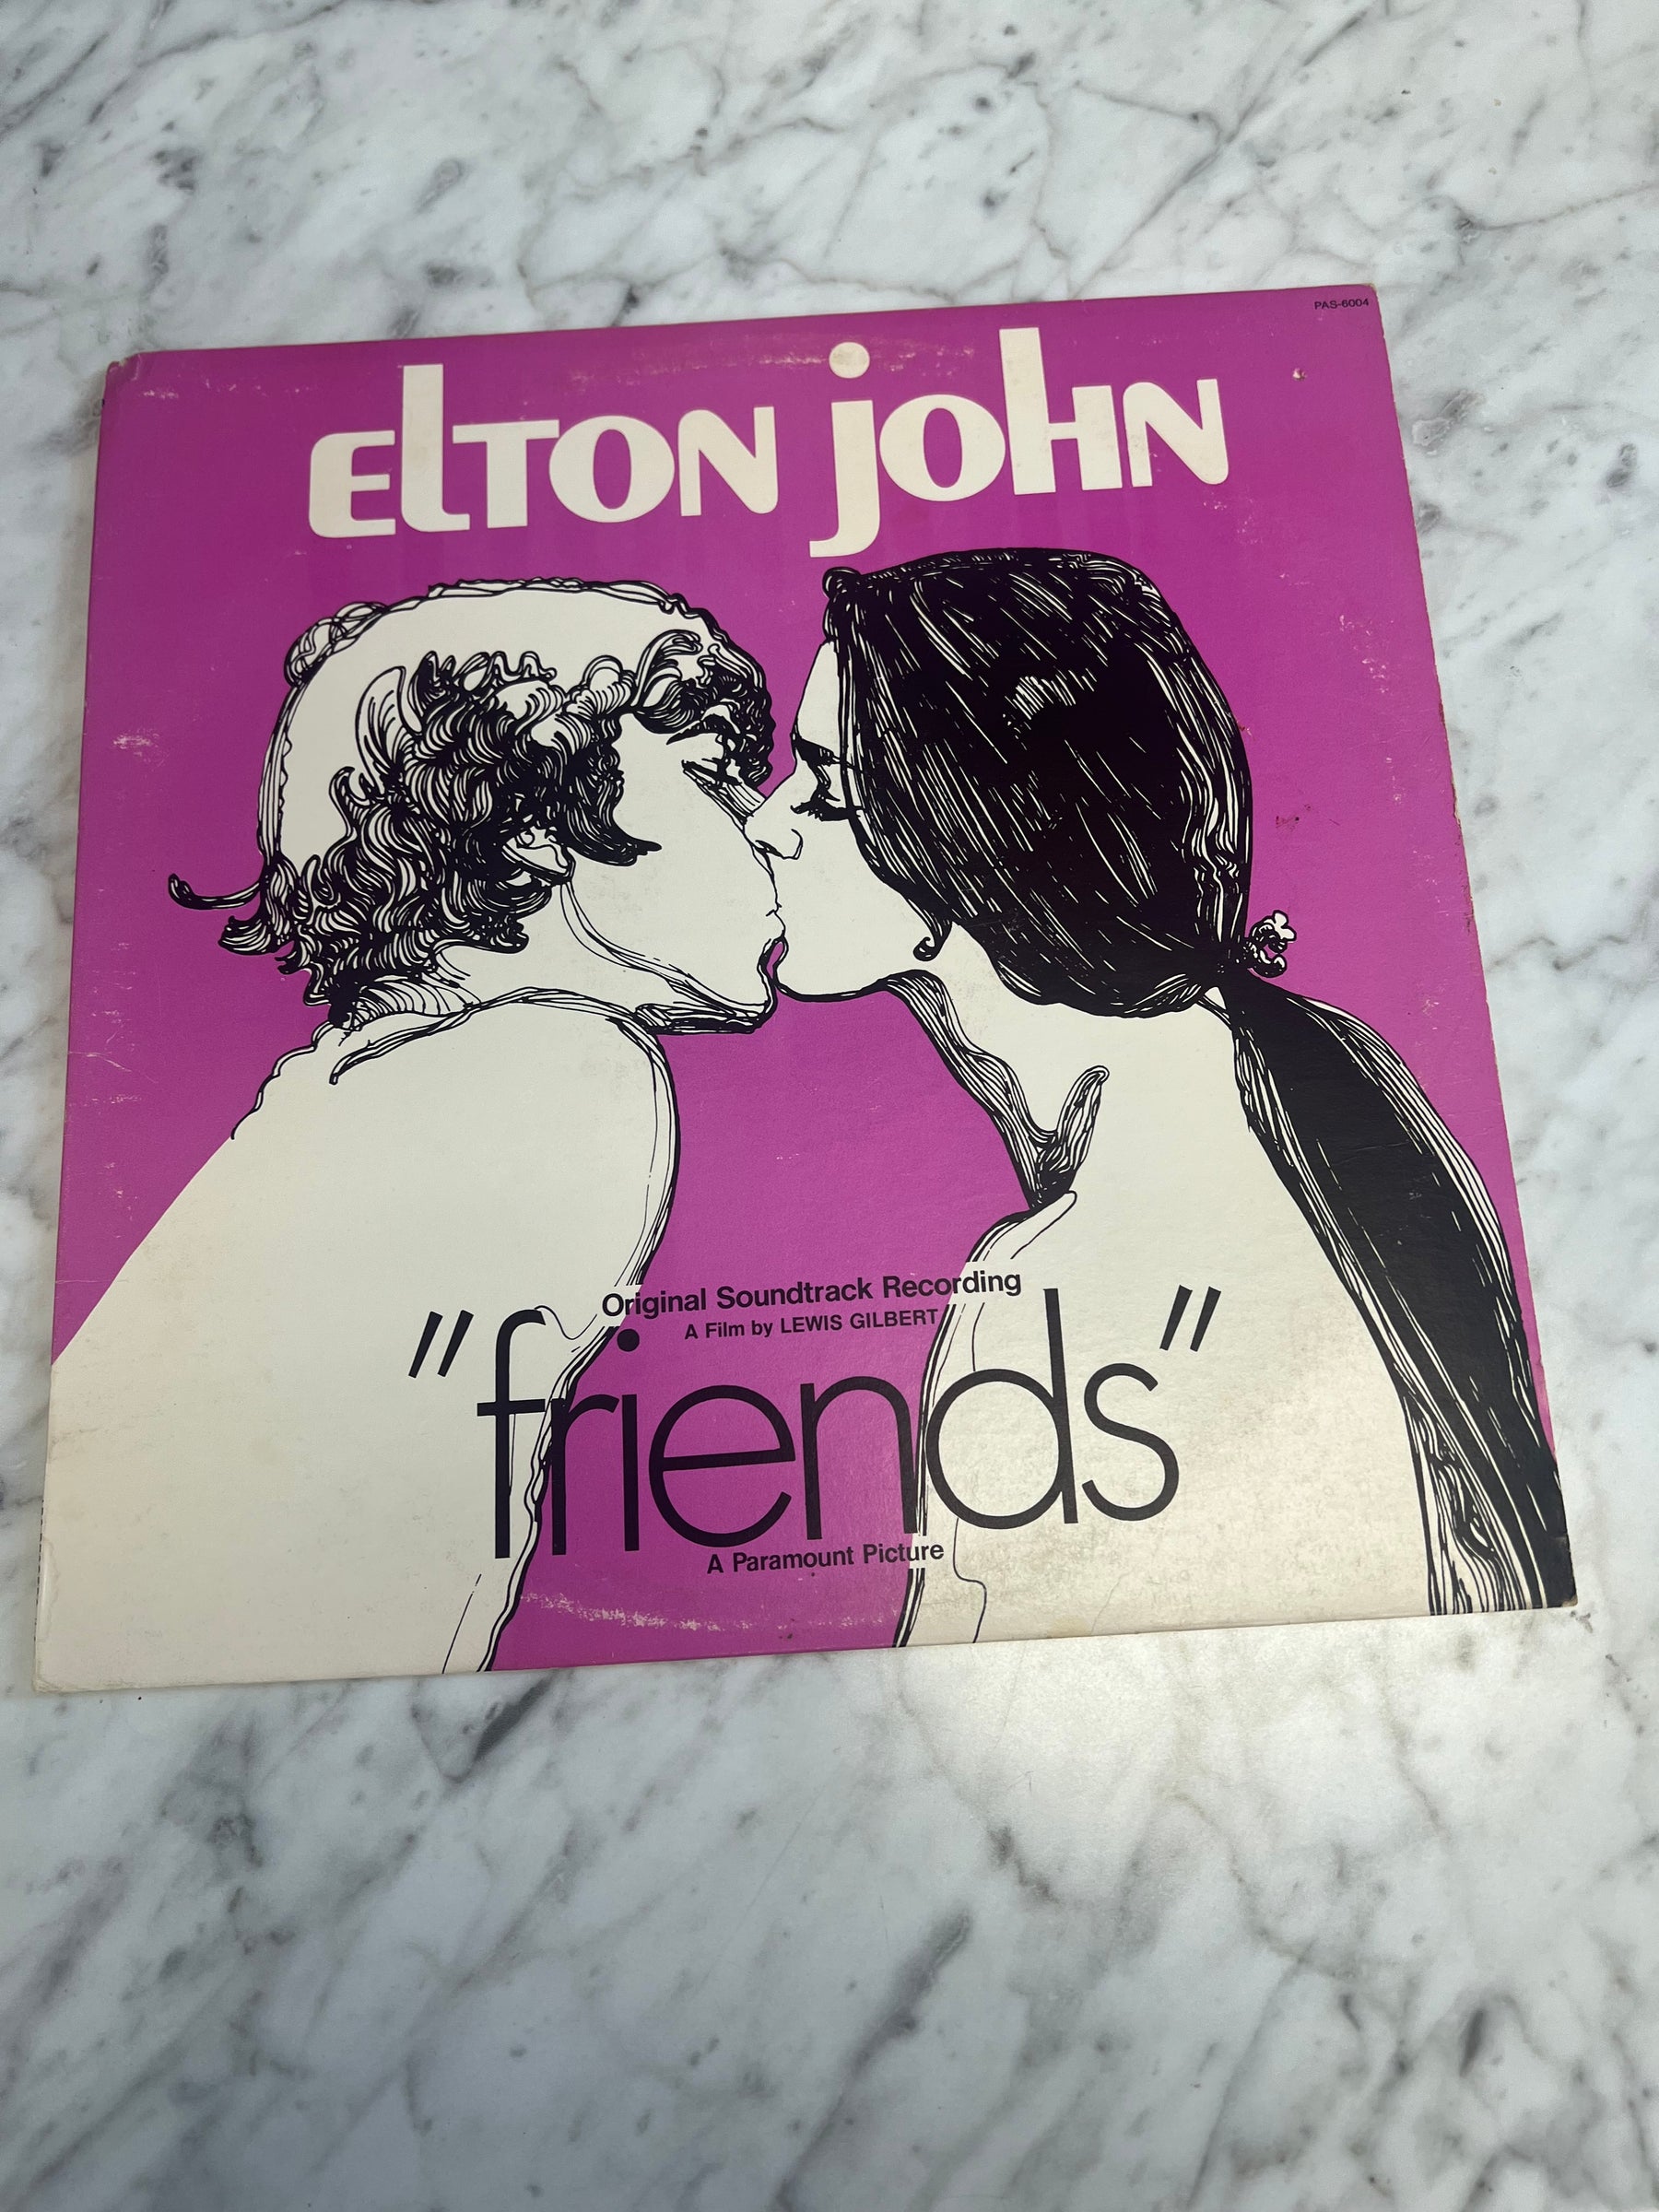 PAS-6004
ElTON joHN
Original Soundtrack Recording
A Film by LEWIS GILBERT
"friends"
A Paramount Picture